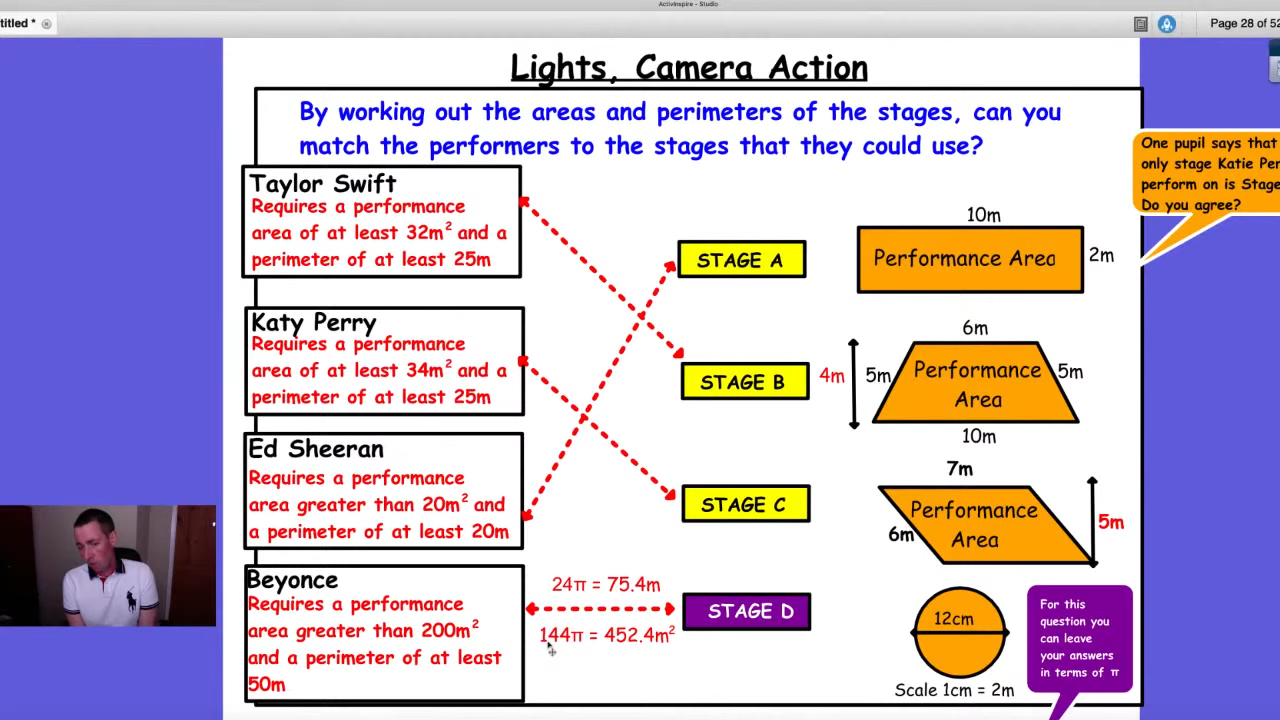 ActivInspire - Studio
titled *
Page 28 of 52
Lights, Camera Action
By working out the areas and perimeters of the stages, can you
match the performers to the stages that they could use?
One pupil says that
only stage Katie Per
perform on is Stage
Do you agree?
Taylor Swift
Requires a performance
area of at least 32m² and a
perimeter of at least 25m
Katy Perry
Requires a performance
area of at least 34m² and a
perimeter of at least 25m
Ed Sheeran
Requires a performance
area greater than 20m² and
a perimeter of at least 20m
Beyonce
Requires a performance
area greater than 200m²
and a perimeter of at least
50m
24π = 75.4m
144π = 452.4m²
STAGE A
STAGE B
STAGE C
STAGE D
10m
Performance Area
2m
6m
4m
5m
Performance
Area
5m
10m
7m
Performance
Area
6m
5m
12cm
Scale 1cm = 2m
For this
question you
can leave
your answers
in terms of π